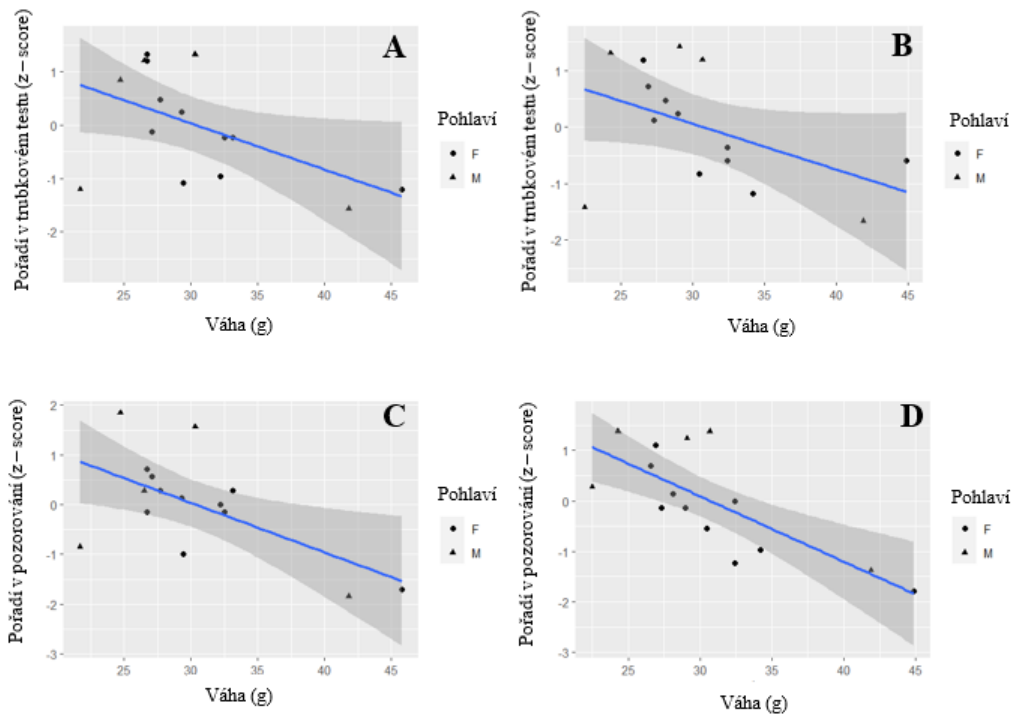 A
Pořadí v trubkovém testu (z – score)
1
0
-1
-2
25 30 35 40 45
Váha (g)
Pohlaví
F
M
B
Pořadí v trubkovém testu (z – score)
1
0
-1
-2
25 30 35 40 45
Váha (g)
Pohlaví
F
M
C
Pořadí v pozorování (z – score)
2
1
0
-1
-2
-3
25 30 35 40 45
Váha (g)
Pohlaví
F
M
D
Pořadí v pozorování (z – score)
1
0
-1
-2
-3
25 30 35 40 45
Váha (g)
Pohlaví
F
M